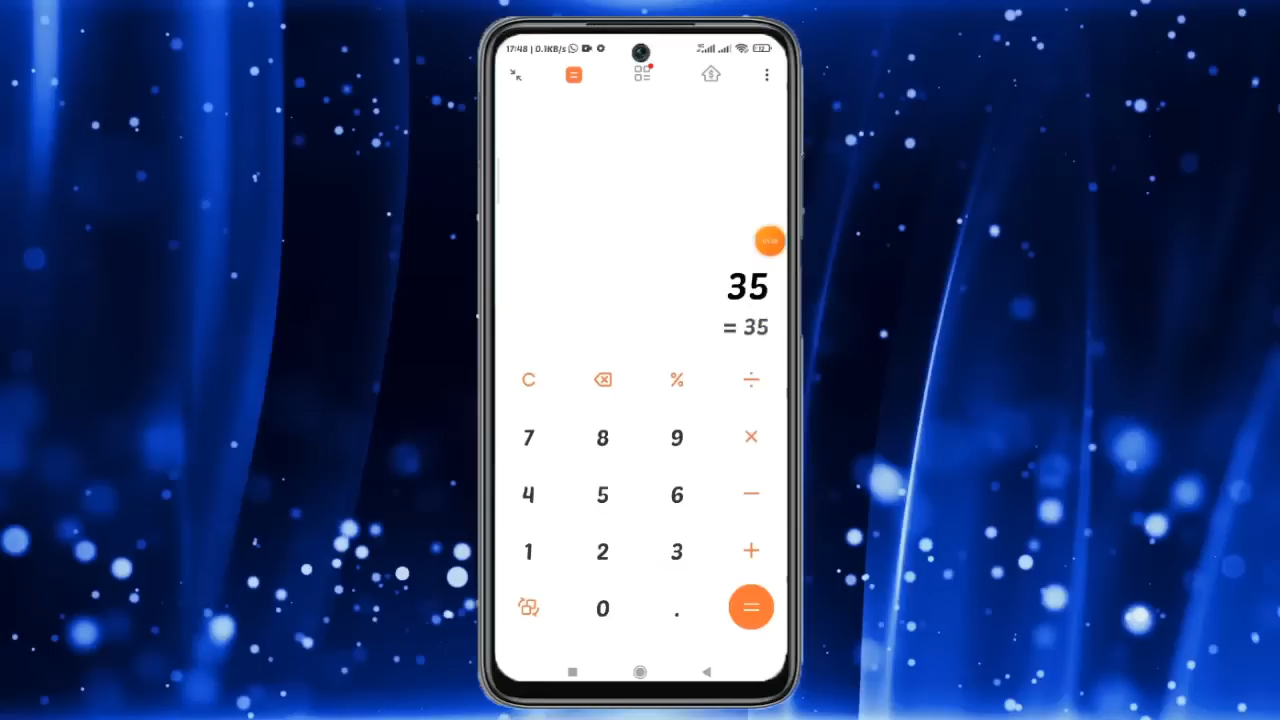 17:48 | 0.1KB/s
35
= 35
C % ÷
7 8 9 ×
4 5 6 −
1 2 3 +
0 . =